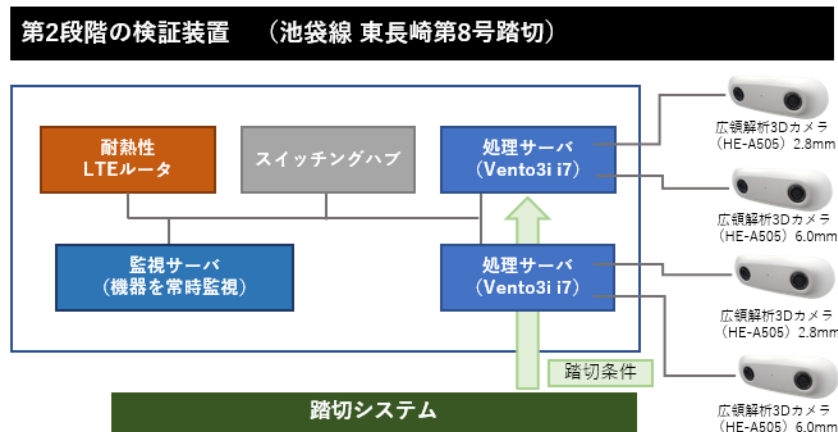 第2段階の検証装置　（池袋線 東長崎第8号踏切）
耐熱性
LTEルータ
スイッチングハブ
処理サーバ
（Vento3i i7）
監視サーバ
（機器を常時監視）
処理サーバ
（Vento3i i7）
踏切条件
踏切システム
広領解析3Dカメラ
（HE-A505）2.8mm
広領解析3Dカメラ
（HE-A505）6.0mm
広領解析3Dカメラ
（HE-A505）2.8mm
広領解析3Dカメラ
（HE-A505）6.0mm